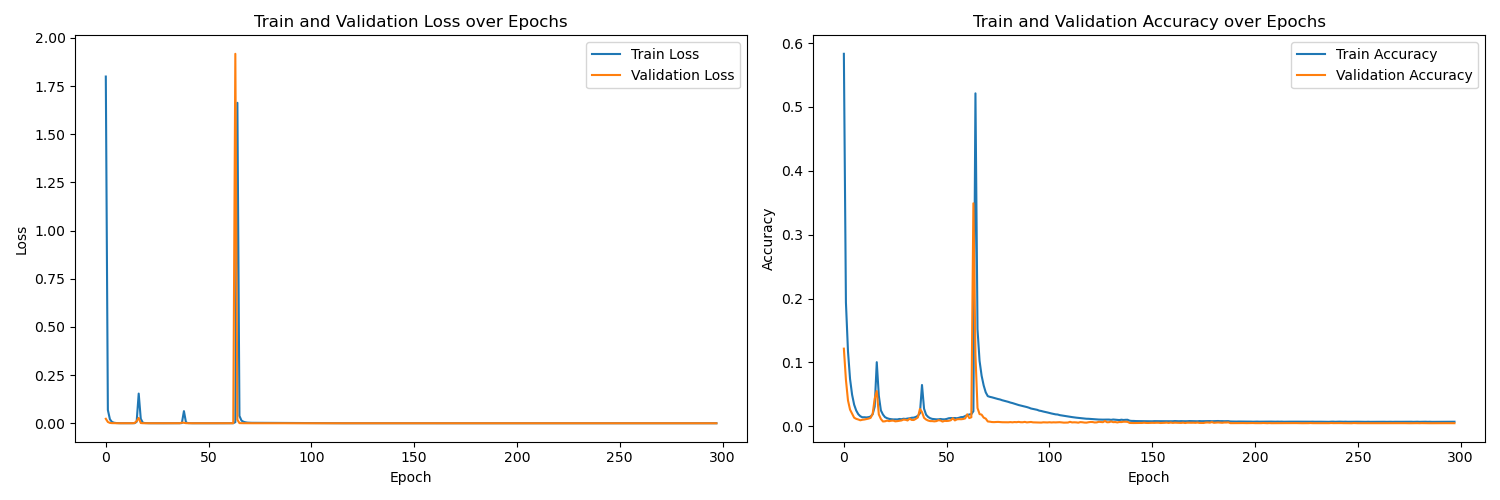 Train and Validation Loss over Epochs
Loss
2.00
1.75
1.50
1.25
1.00
0.75
0.50
0.25
0.00
Train Loss
Validation Loss
0 50 100 150 200 250 300
Epoch
Train and Validation Accuracy over Epochs
Accuracy
0.6
0.5
0.4
0.3
0.2
0.1
0.0
Train Accuracy
Validation Accuracy
0 50 100 150 200 250 300
Epoch